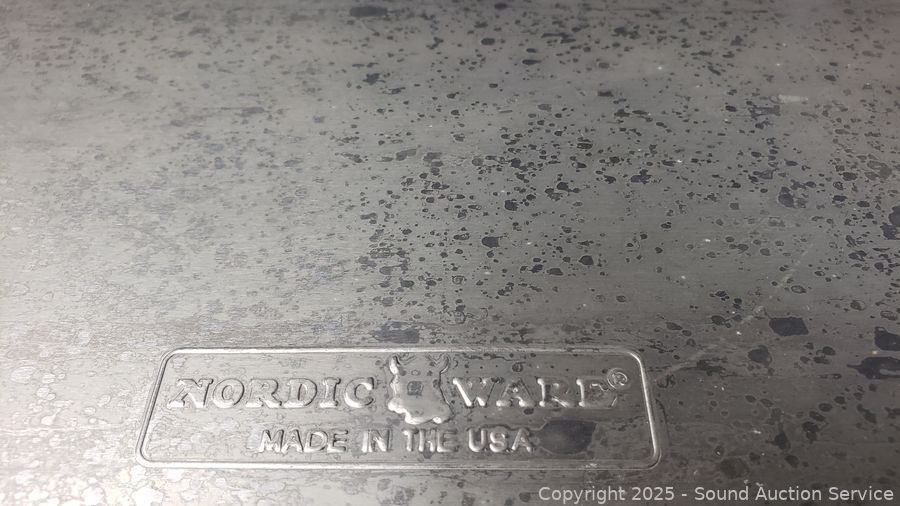 NORDIC WARE®
MADE IN THE USA
Copyright 2025 - Sound Auction Service